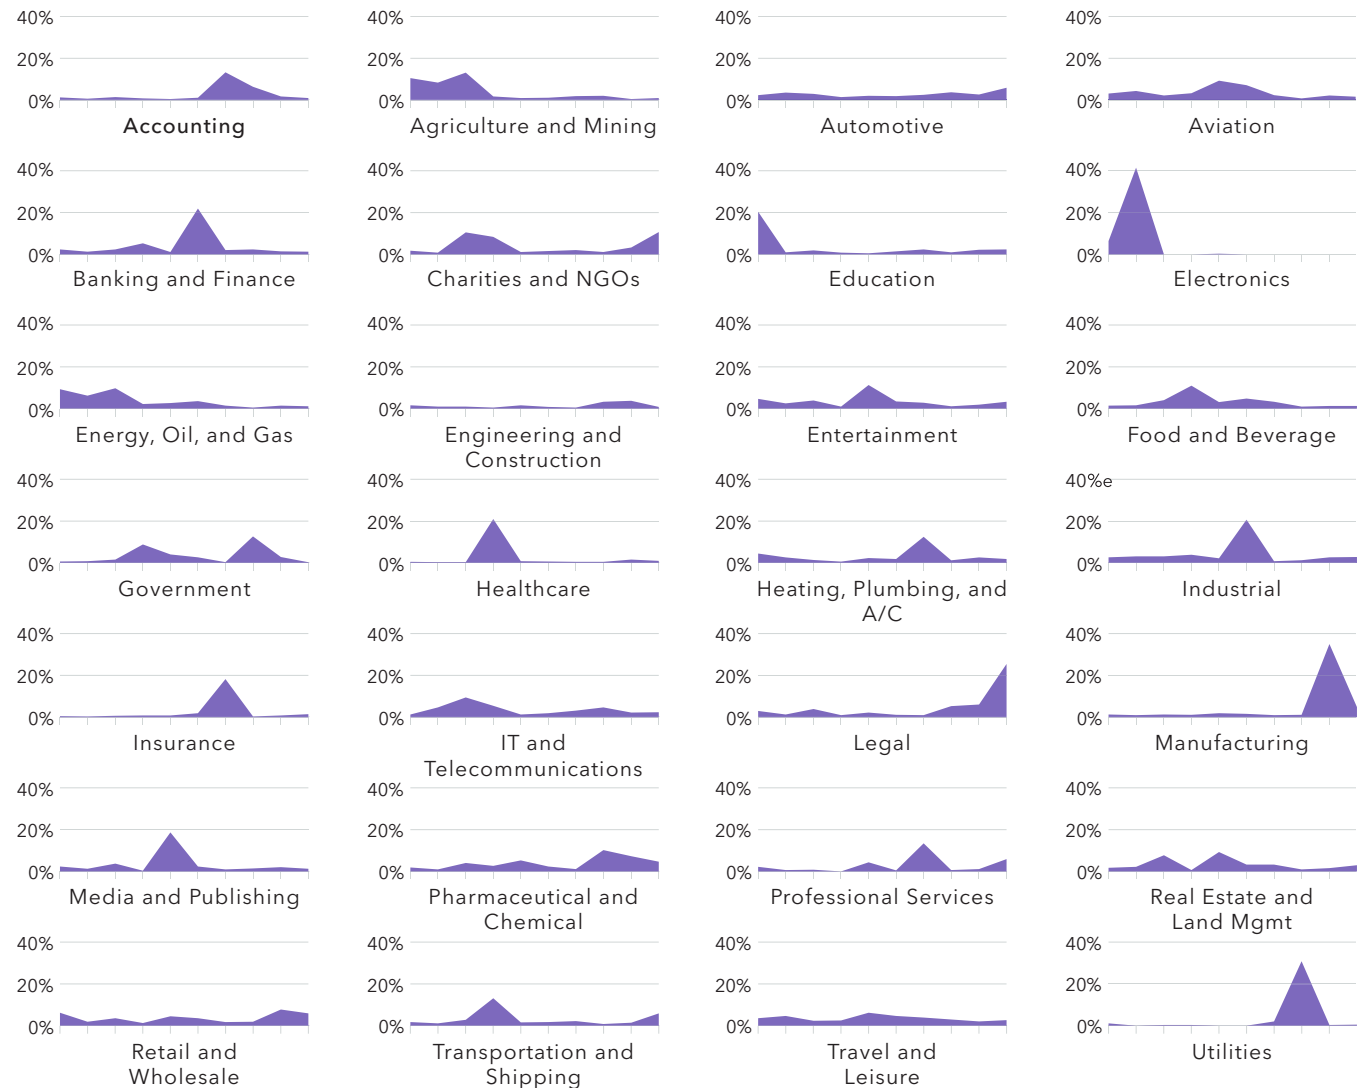 40% 40% 40% 40%
20% 20% 20% 20%
0% 0% 0% 0%
Accounting Agriculture and Mining Automotive Aviation
40% 40% 40% 40%
20% 20% 20% 20%
0% 0% 0% 0%
Banking and Finance Charities and NGOs Education Electronics
40% 40% 40% 40%
20% 20% 20% 20%
0% 0% 0% 0%
Energy, Oil, and Gas Engineering and Entertainment Food and Beverage
Construction
40% 40% 40% 40%e
20% 20% 20% 20%
0% 0% 0% 0%
Government Healthcare Heating, Plumbing, and Industrial
A/C
40% 40% 40% 40%
20% 20% 20% 20%
0% 0% 0% 0%
Insurance IT and Legal Manufacturing
Telecommunications
40% 40% 40% 40%
20% 20% 20% 20%
0% 0% 0% 0%
Media and Publishing Pharmaceutical and Professional Services Real Estate and
Chemical Land Mgmt
40% 40% 40% 40%
20% 20% 20% 20%
0% 0% 0% 0%
Retail and Transportation and Travel and Utilities
Wholesale Shipping Leisure